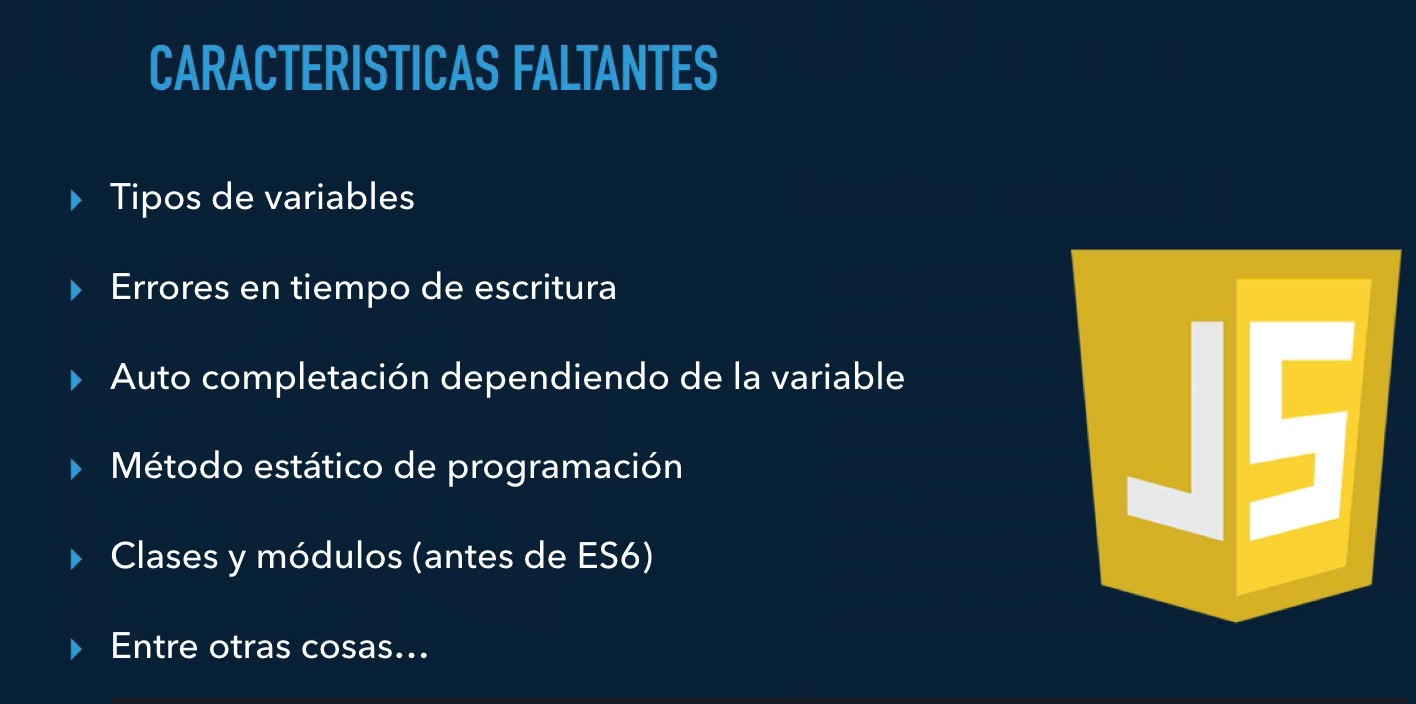 CARACTERISTICAS FALTANTES
Tipos de variables
Errores en tiempo de escritura
Auto completación dependiendo de la variable
Método estático de programación
Clases y módulos (antes de ES6)
Entre otras cosas...
JS